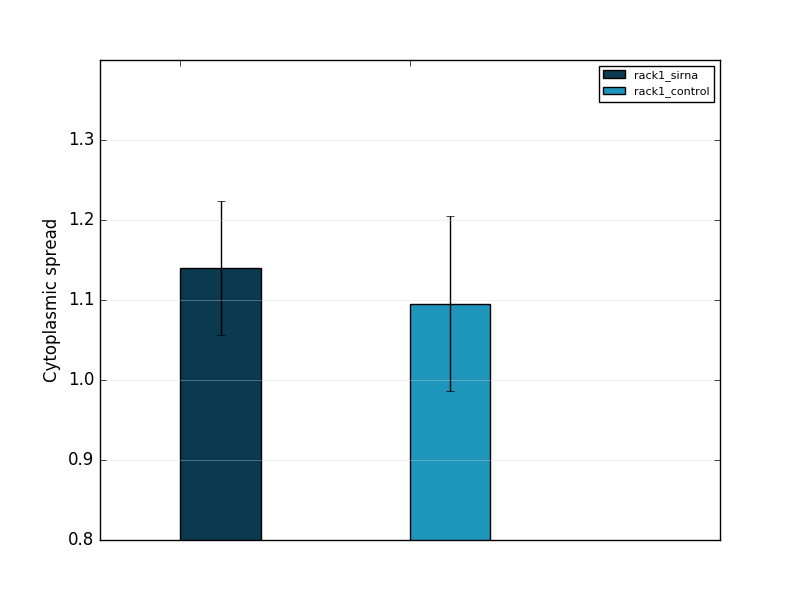 rack1_sirna
rack1_control
1.3
1.2
1.1
1.0
0.9
0.8
Cytoplasmic spread